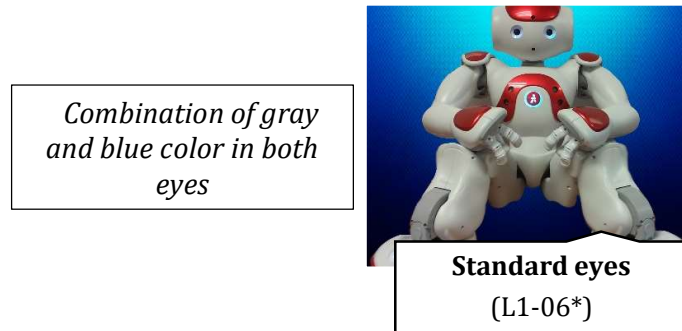 Combination of gray
and blue color in both
eyes
Standard eyes
(L1-06*)